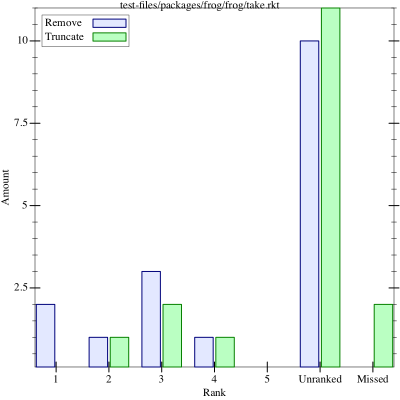 test-files/packages/frog/frog/take.rkt
Remove
Truncate
10
7.5
5
2.5
Amount
1 2 3 4 5 Unranked Missed
Rank